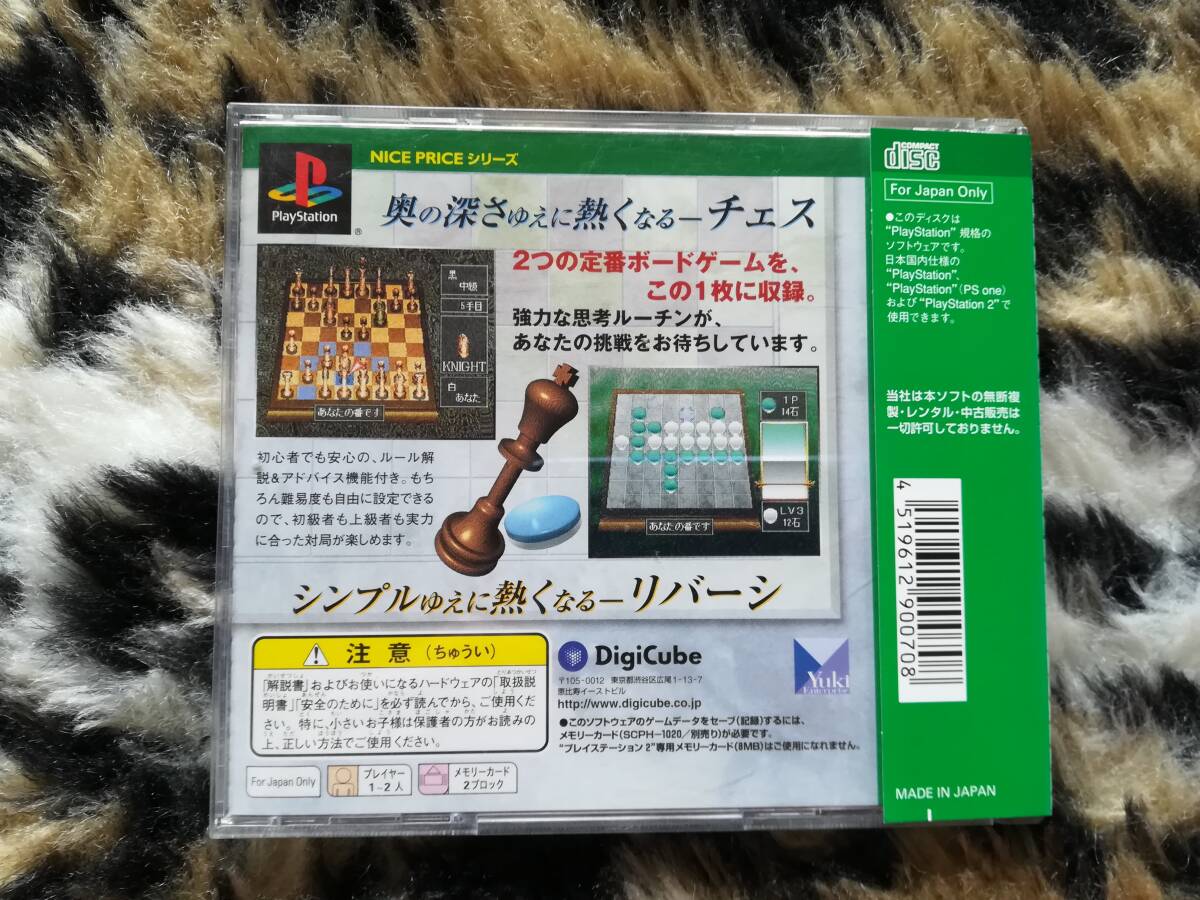 NICE PRICE シリーズ
PlayStation
®
奥の深さゆえに熱くなる－チェス
2つの定番ボードゲームを、
この1枚に収録。
強力な思考ルーチンが、
あなたの挑戦をお待ちしています。
黒
中級
5手目
KNIGHT
白
あなた
あなたの番です
初心者でも安心の、ルール解
説&アドバイス機能付き。もち
ろん難易度も自由に設定できる
ので、初級者も上級者も実力
に合った対局が楽しめます。
1P
14石
LV3
12石
あなたの番です
シンプルゆえに熱くなる－リバーシ
注意(ちゅうい)
「解説書」およびお使いになるハードウェアの「取扱説
明書」「安全のために」を必ず読んでから、ご使用くだ
さい。特に、小さいお子様は保護者の方がお読みの
上、正しい方法でご使用ください。
For Japan Only
プレイヤー
1~2人
メモリーカード
2ブロック
DigiCube
〒105-0012 東京都渋谷区広尾1-13-7
恵比寿イーストビル
http://www.digicube.co.jp
Yuki
Enterprise
●このソフトウェアのゲームデータをセーブ(記録)するには、
メモリーカード(SCPH-1020/別売り)が必要です。
“プレイステーション 2”専用メモリーカード(8MB)はご使用になれません。
COMPACT
disc
For Japan Only
●このディスクは
“PlayStation” 規格の
ソフトウェアです。
日本国内仕様の
“PlayStation”、
“PlayStation”(PS one)
および“PlayStation 2”で
使用できます。
当社は本ソフトの無断複
製・レンタル・中古販売は
一切許可しておりません。
4519612900708
MADE IN JAPAN